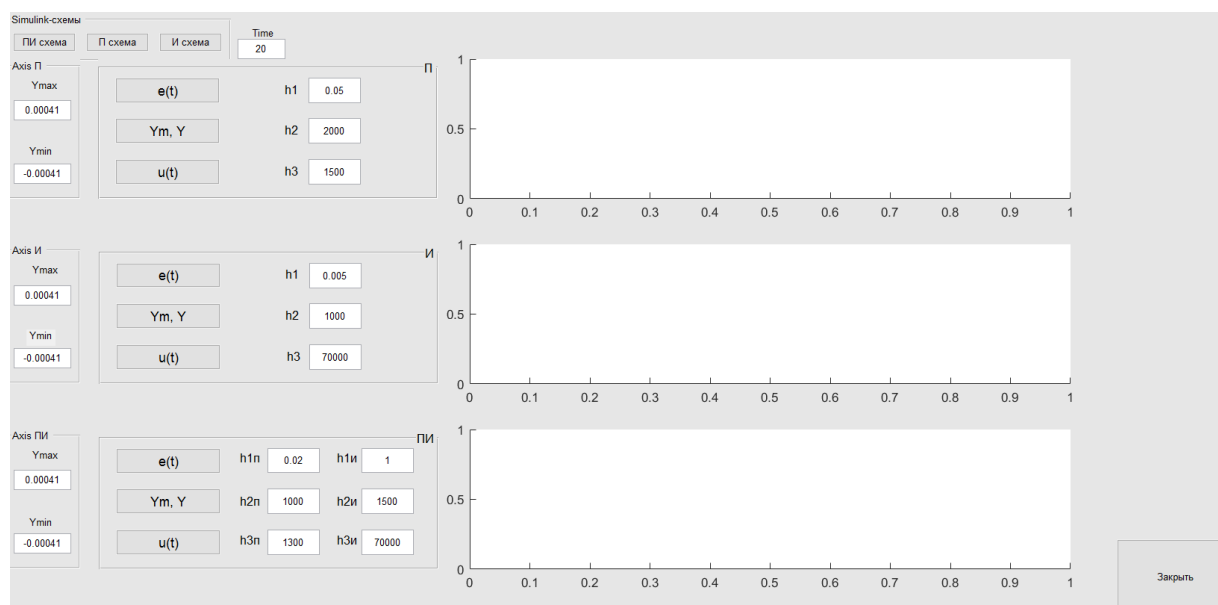 Simulink-схемы
ПИ схема П схема И схема
Time
20
Axis П
Ymax
0.00041
Ymin
-0.00041
П
e(t) h1 0.05
Ym, Y h2 2000
u(t) h3 1500
1
0.5
0
0 0.1 0.2 0.3 0.4 0.5 0.6 0.7 0.8 0.9 1
Axis И
Ymax
0.00041
Ymin
-0.00041
И
e(t) h1 0.005
Ym, Y h2 1000
u(t) h3 70000
1
0.5
0
0 0.1 0.2 0.3 0.4 0.5 0.6 0.7 0.8 0.9 1
Axis ПИ
Ymax
0.00041
Ymin
-0.00041
ПИ
e(t) h1п 0.02 h1и 1
Ym, Y h2п 1000 h2и 1500
u(t) h3п 1300 h3и 70000
1
0.5
0
0 0.1 0.2 0.3 0.4 0.5 0.6 0.7 0.8 0.9 1
Закрыть